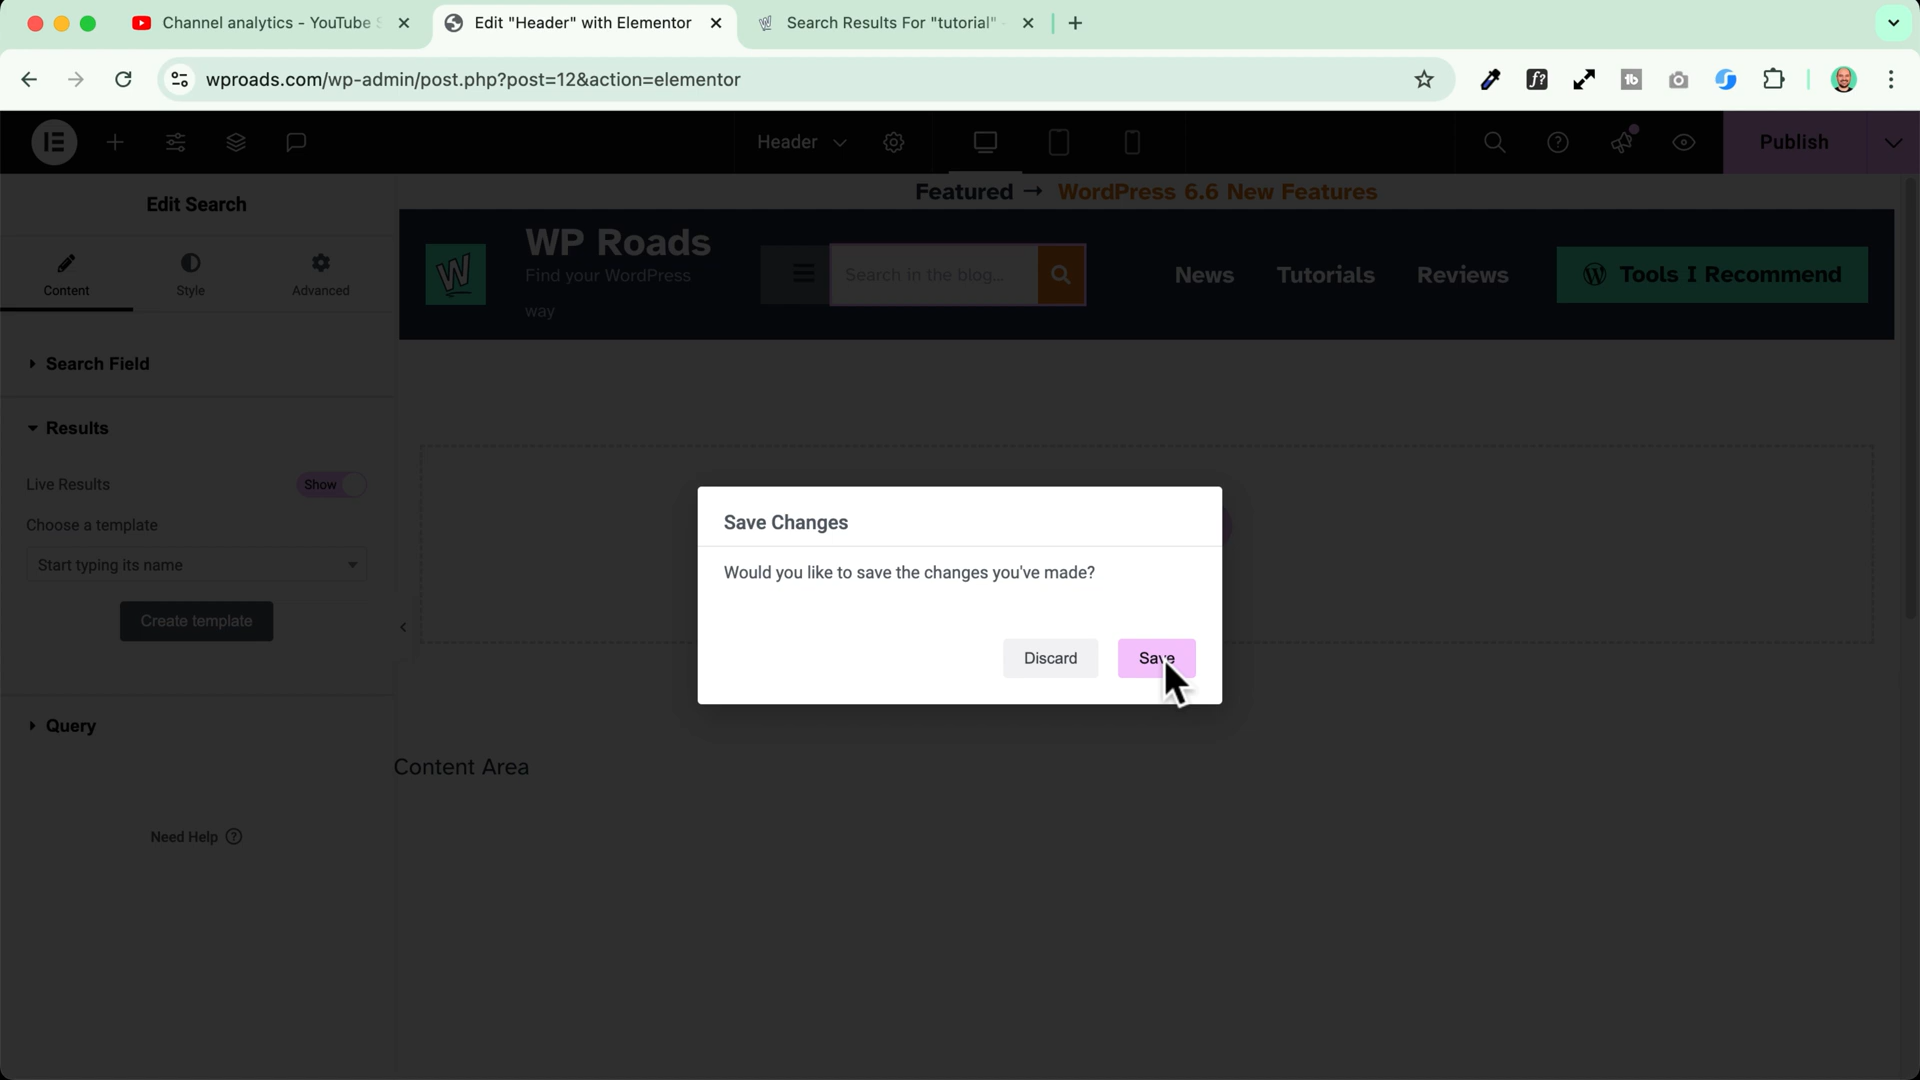 Channel analytics - YouTube S
Edit "Header" with Elementor
Search Results For "tutorial" -
wproads.com/wp-admin/post.php?post=12&action=elementor
Header
Publish
Edit Search
Content
Style
Advanced
Search Field
Results
Live Results
Show
Choose a template
Start typing its name
Create template
Query
Need Help
Featured → WordPress 6.6 New Features
WP Roads
Find your WordPress
way
Search in the blog...
News
Tutorials
Reviews
Tools I Recommend
Save Changes
Would you like to save the changes you've made?
Discard
Save
Content Area